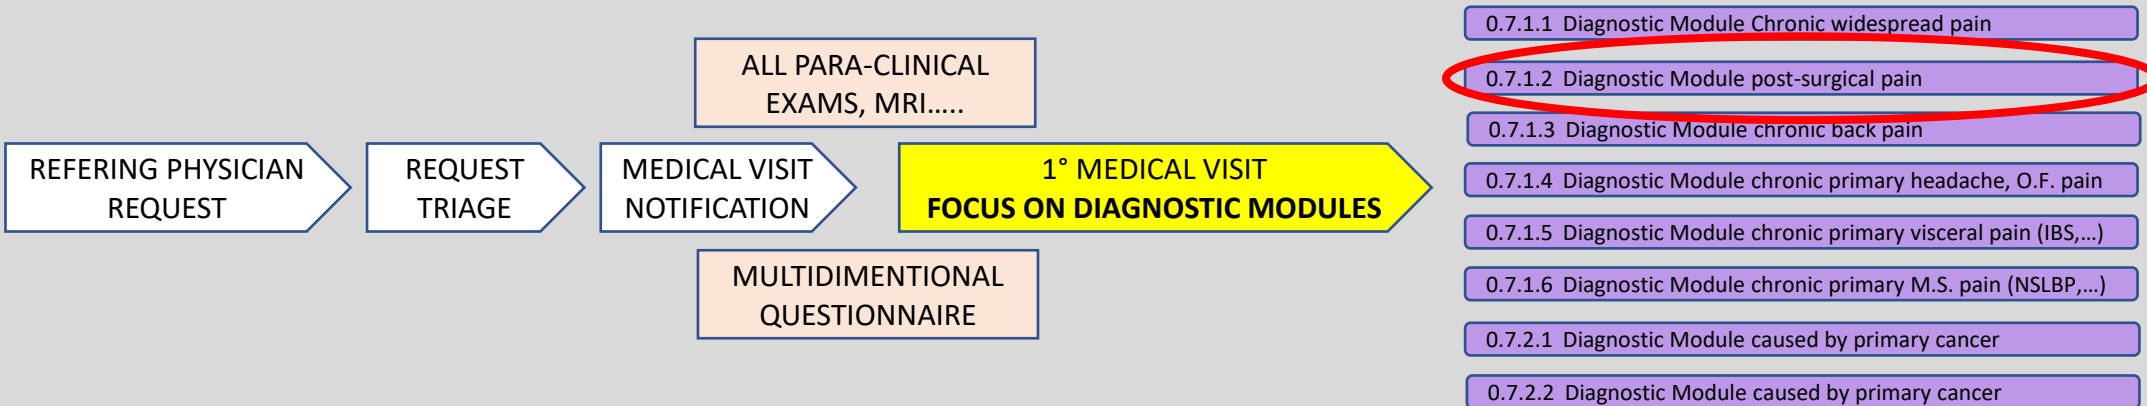 ALL PARA-CLINICAL
EXAMS, MRI.....
REFERING PHYSICIAN
REQUEST
REQUEST
TRIAGE
MEDICAL VISIT
NOTIFICATION
1° MEDICAL VISIT
FOCUS ON DIAGNOSTIC MODULES
MULTIDIMENTIONAL
QUESTIONNAIRE
0.7.1.1 Diagnostic Module Chronic widespread pain
0.7.1.2 Diagnostic Module post-surgical pain
0.7.1.3 Diagnostic Module chronic back pain
0.7.1.4 Diagnostic Module chronic primary headache, O.F. pain
0.7.1.5 Diagnostic Module chronic primary visceral pain (IBS,...)
0.7.1.6 Diagnostic Module chronic primary M.S. pain (NSLBP,...)
0.7.2.1 Diagnostic Module caused by primary cancer
0.7.2.2 Diagnostic Module caused by primary cancer